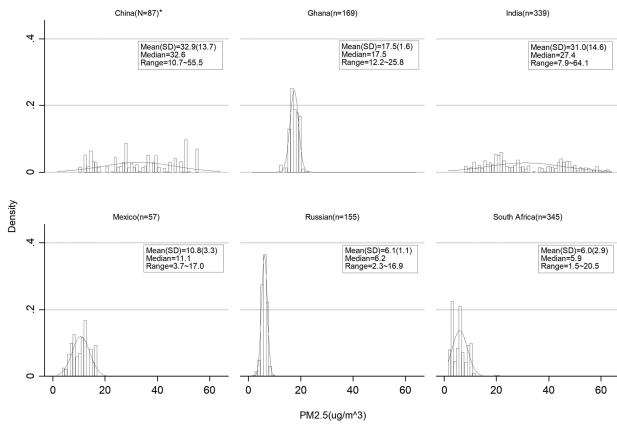 China(N=87)*
Mean(SD)=32.9(13.7)
Median=32.6
Range=10.7~55.5
Ghana(n=169)
Mean(SD)=17.5(1.6)
Median=17.5
Range=12.2~25.8
India(n=339)
Mean(SD)=31.0(14.6)
Median=27.4
Range=7.9~64.1
.4
.2
0
Density
Mexico(n=57)
Mean(SD)=10.8(3.3)
Median=11.1
Range=3.7~17.0
Russian(n=155)
Mean(SD)=6.1(1.1)
Median=6.2
Range=2.3~16.9
South Africa(n=345)
Mean(SD)=6.0(2.9)
Median=5.9
Range=1.5~20.5
.4
.2
0
0 20 40 60 0 20 40 60 0 20 40 60
PM2.5(ug/m^3)